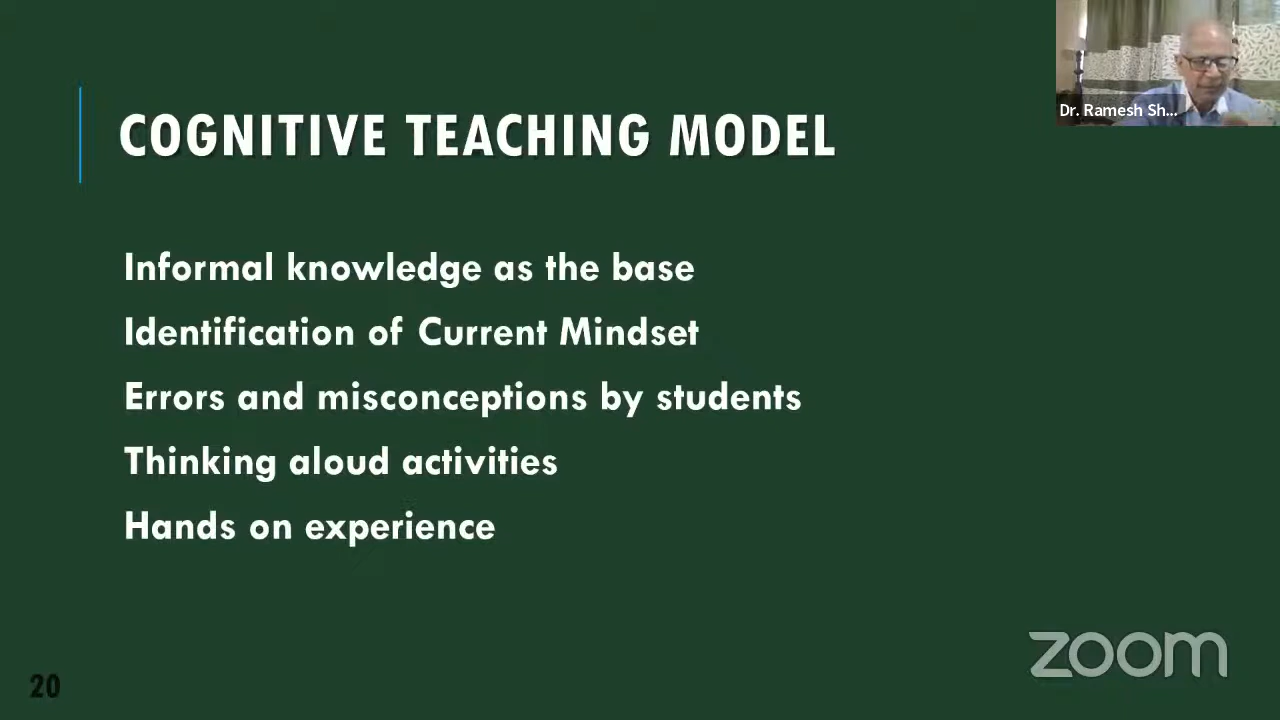 Dr. Ramesh Sh...
COGNITIVE TEACHING MODEL
Informal knowledge as the base
Identification of Current Mindset
Errors and misconceptions by students
Thinking aloud activities
Hands on experience
zoom
20